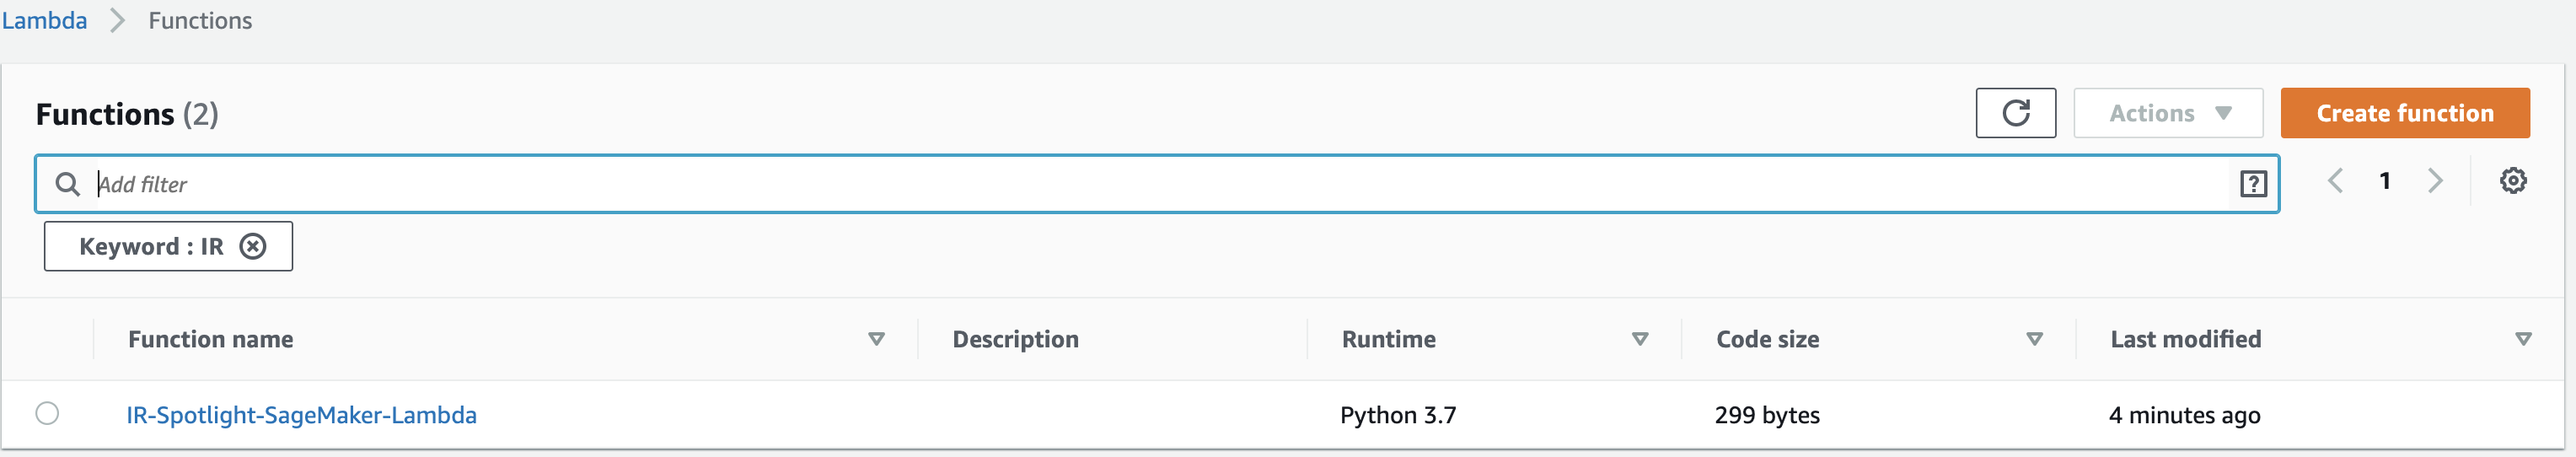 Lambda > Functions
Functions (2)
Actions
Create function
Add filter
1
Keyword : IR
Function name Description Runtime Code size Last modified
IR-Spotlight-SageMaker-Lambda Python 3.7 299 bytes 4 minutes ago